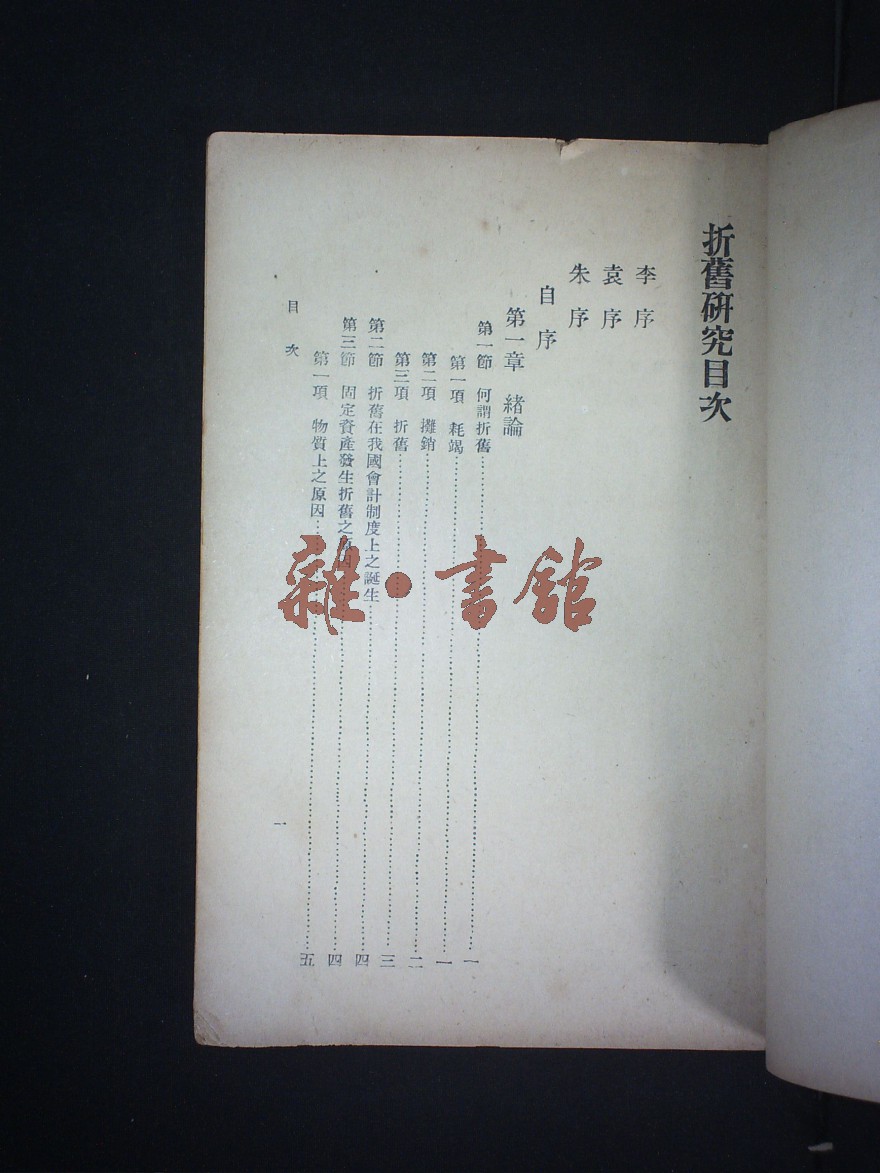 折舊研究目次
李序
袁序
朱序
自序
第一章 緒論
第一節 何謂折舊……一
第一項 耗竭……一
第二項 攤銷……二
第三項 折舊……三
第二節 折舊在我國會計制度上之誕生……四
第三節 固定資產發生折舊之原因……四
第一項 物質上之原因……五
目次
一
雜·書館